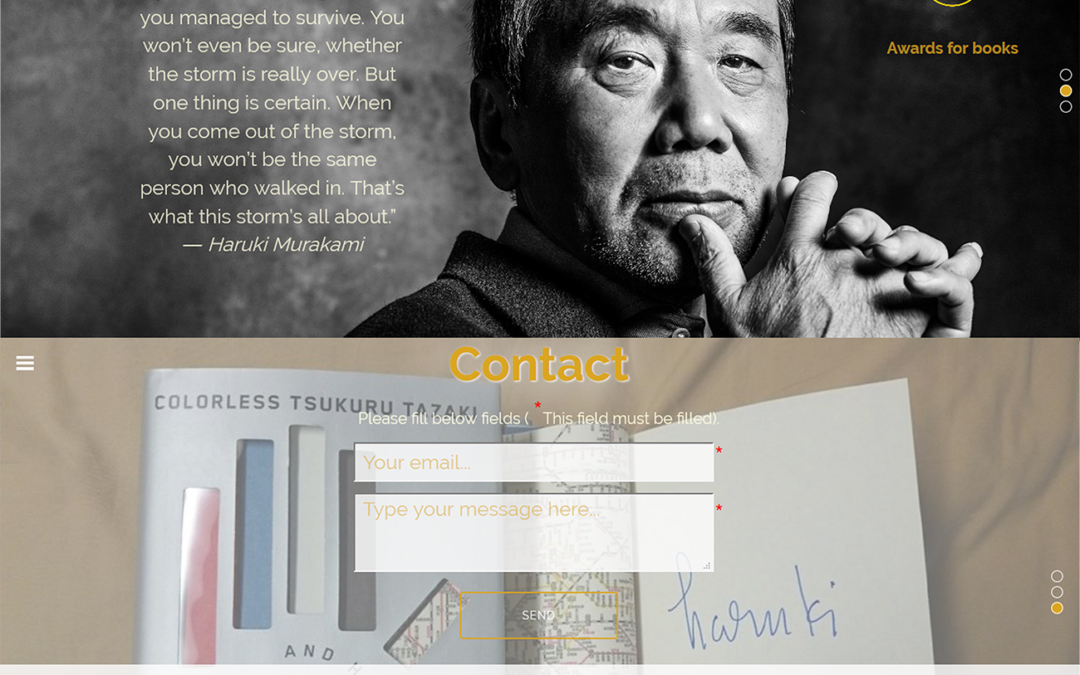 you managed to survive. You
won’t even be sure, whether
the storm is really over. But
one thing is certain. When
you come out of the storm,
you won’t be the same
person who walked in. That’s
what this storm’s all about.”
― Haruki Murakami
Awards for books
Contact
COLORLESS TSUKURU TAZAKI
Please fill below fields ( * This field must be filled).
Your email... *
Type your message here... *
SEND
AND H
haruki